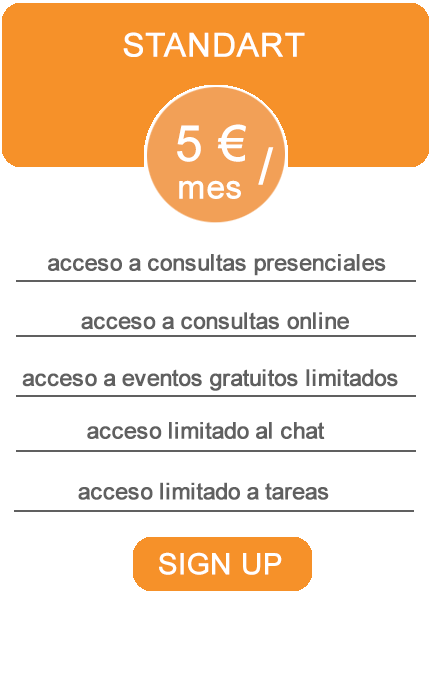 STANDART
5 € /
mes
acceso a consultas presenciales
acceso a consultas online
acceso a eventos gratuitos limitados
acceso limitado al chat
acceso limitado a tareas
SIGN UP